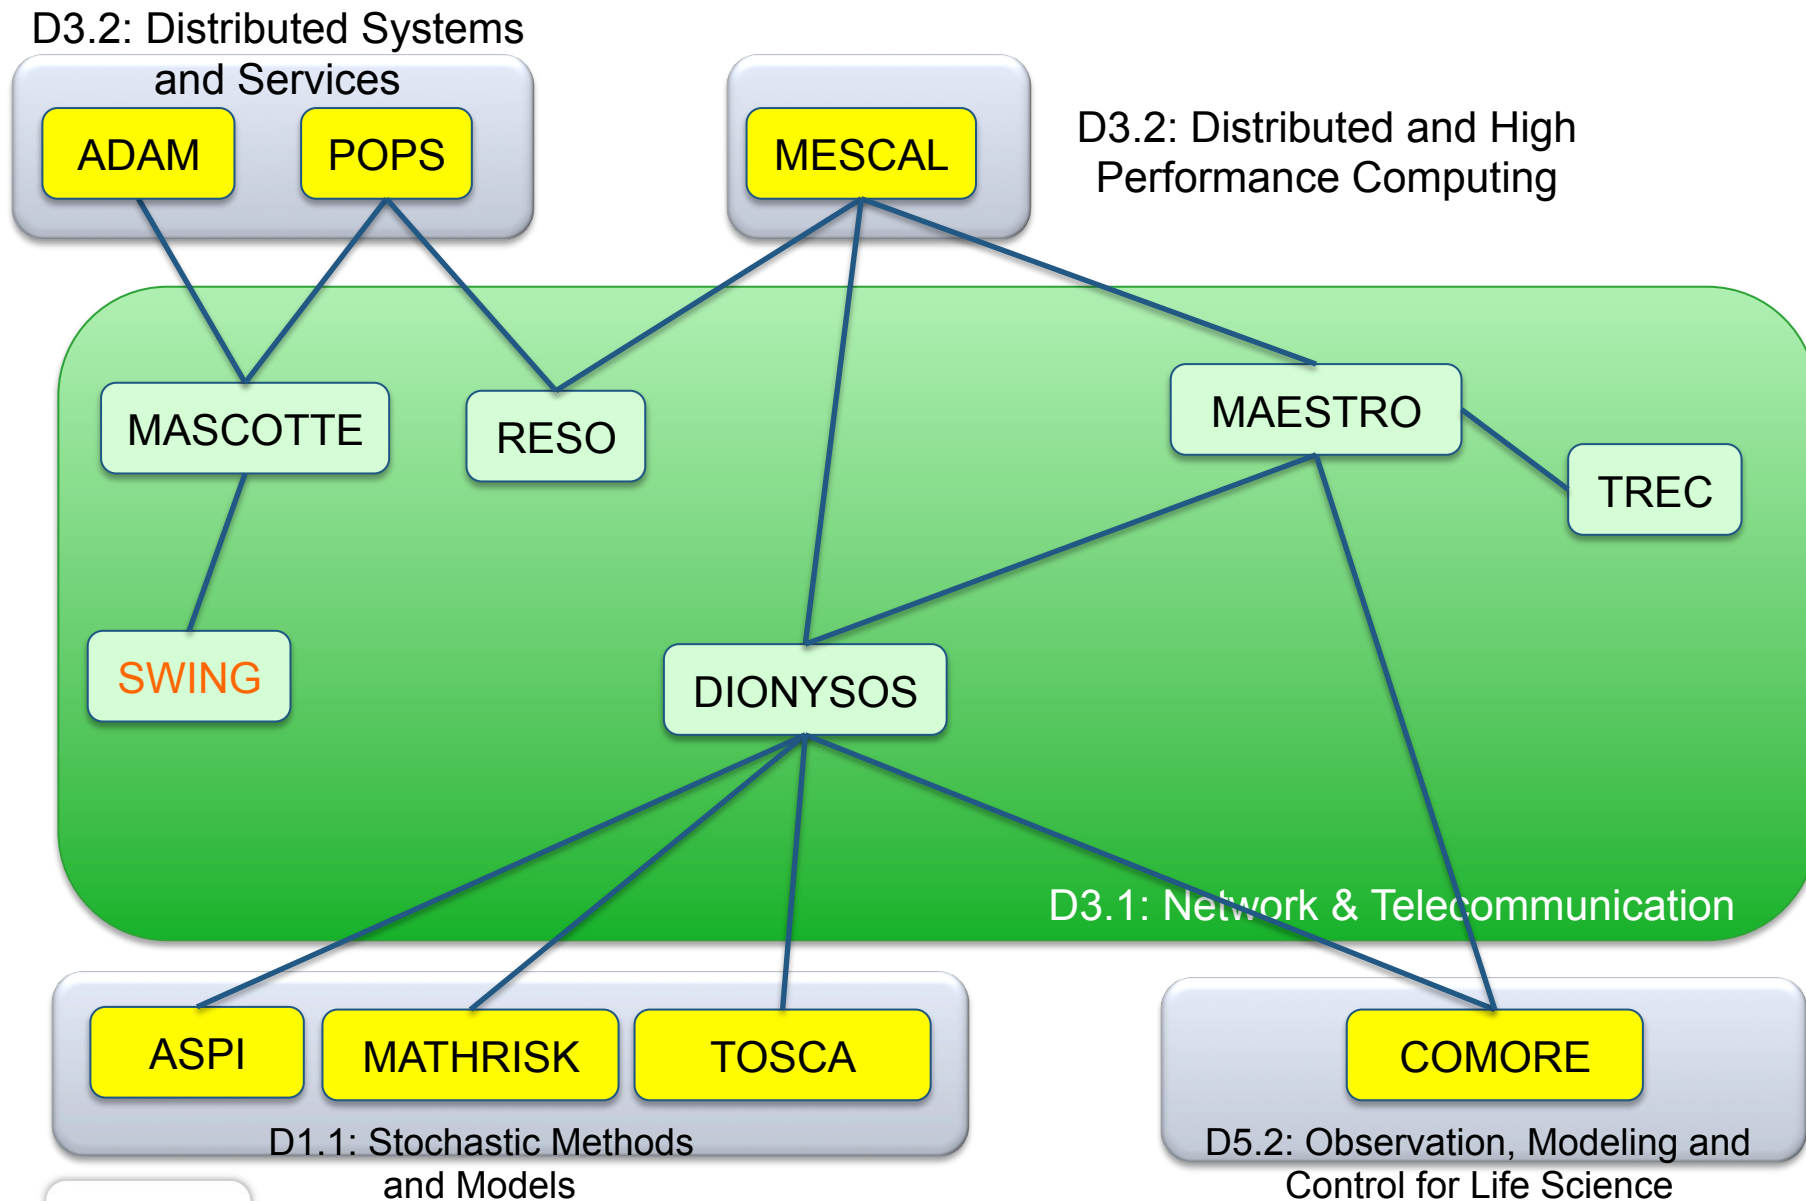 D3.2: Distributed Systems
and Services
ADAM
POPS
MESCAL
D3.2: Distributed and High
Performance Computing
MASCOTTE
RESO
MAESTRO
TREC
SWING
DIONYSOS
D3.1: Network & Telecommunication
ASPI
MATHRISK
TOSCA
COMORE
D1.1: Stochastic Methods
and Models
D5.2: Observation, Modeling and
Control for Life Science